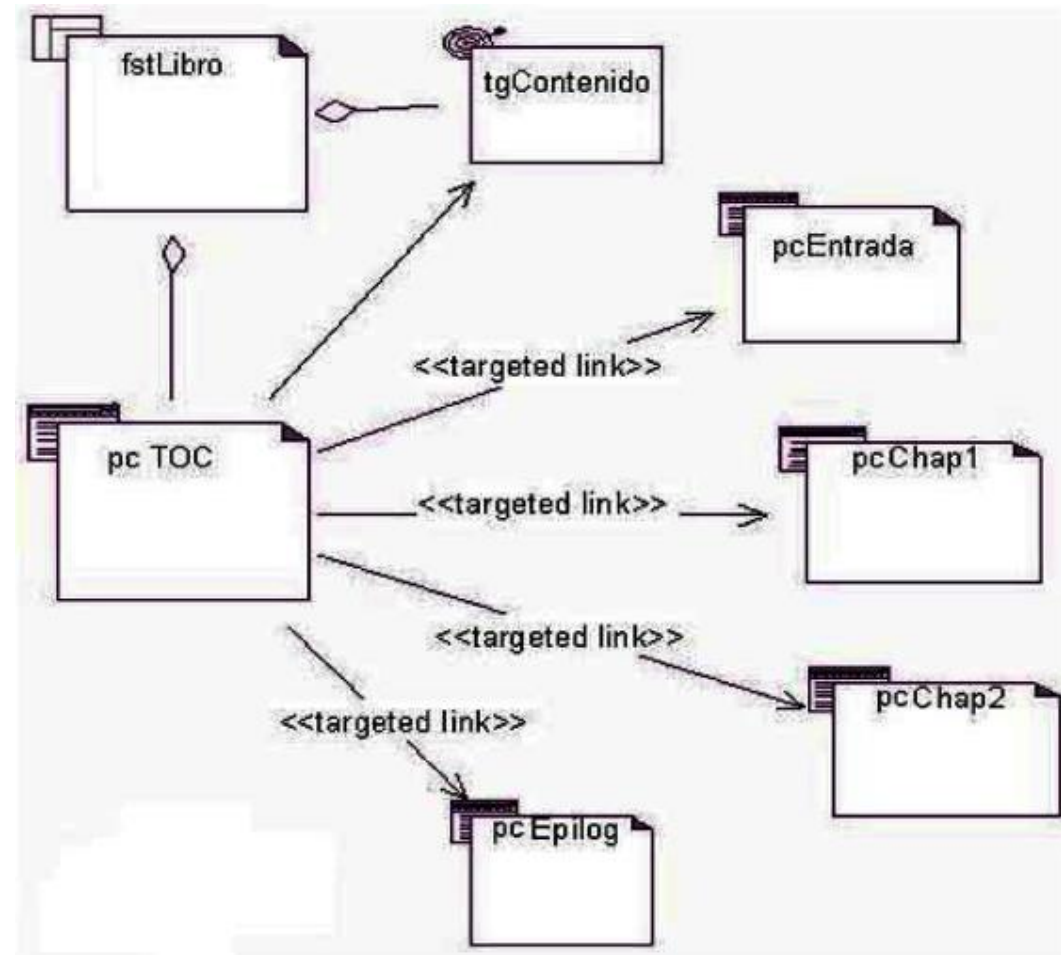 fstLibro
tgContenido
pcEntrada
<<targeted link>>
pc TOC
pcChap1
<<targeted link>>
<<targeted link>>
pcChap2
<<targeted link>>
pcEpilog